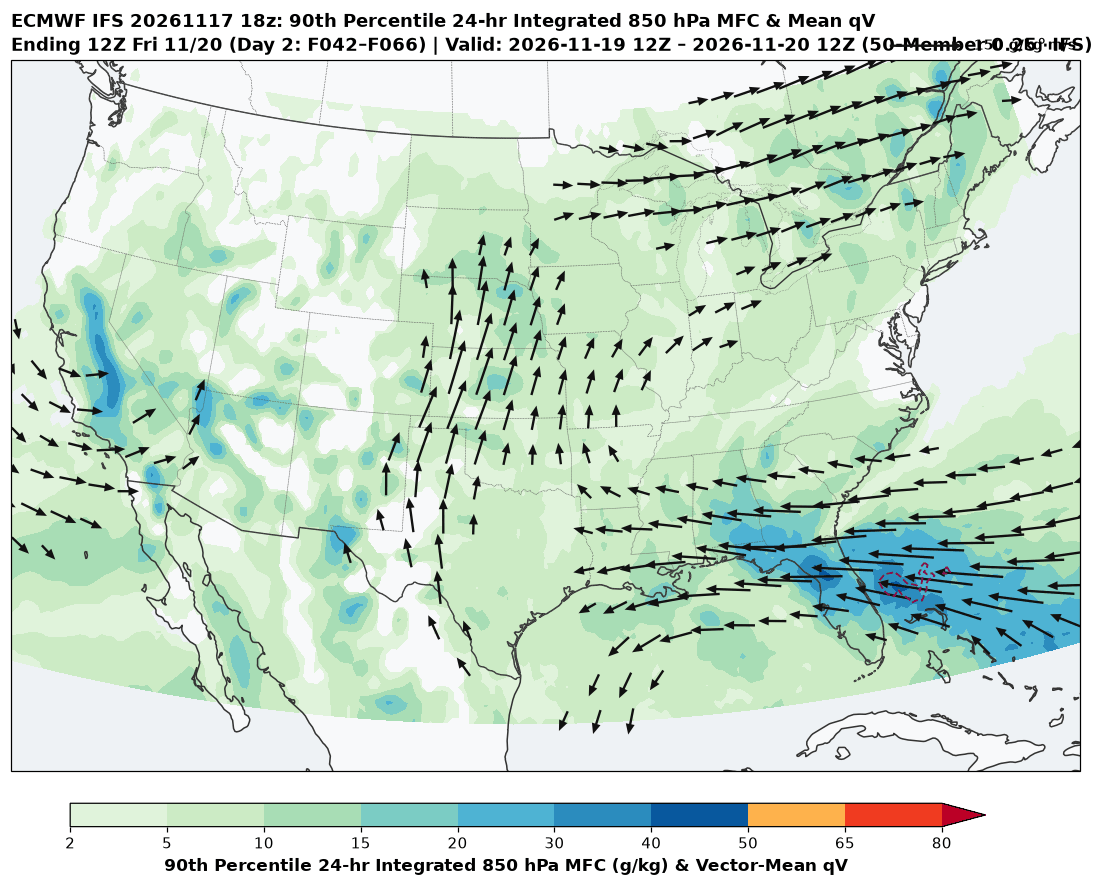 ECMWF IFS 20261117 18z: 90th Percentile 24-hr Integrated 850 hPa MFC & Mean qV
Ending 12Z Fri 11/20 (Day 2: F042–F066) | Valid: 2026-11-19 12Z – 2026-11-20 12Z (50-Member 0.25° IFS)
2 5 10 15 20 30 40 50 65 80
90th Percentile 24-hr Integrated 850 hPa MFC (g/kg) & Vector-Mean qV